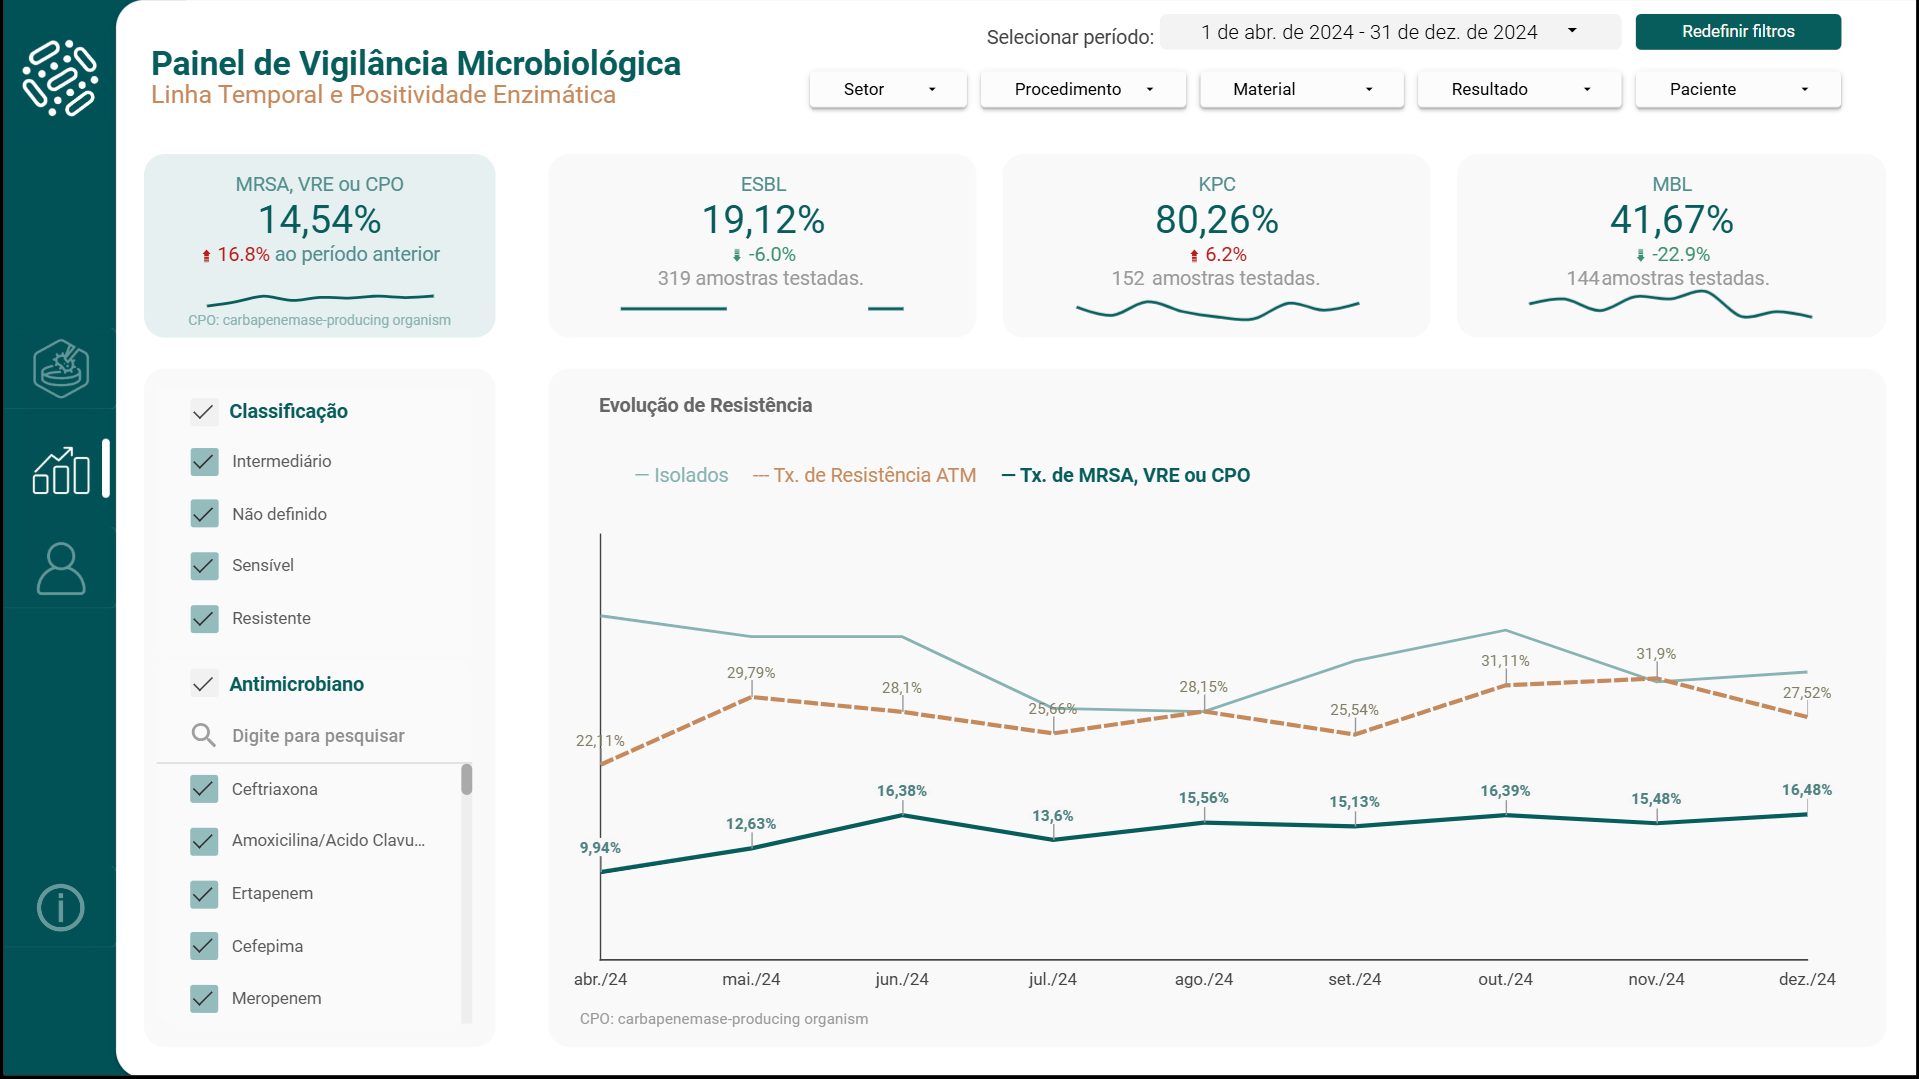 Painel de Vigilância Microbiológica
Linha Temporal e Positividade Enzimática
Selecionar período:
1 de abr. de 2024 - 31 de dez. de 2024
Redefinir filtros
Setor
Procedimento
Material
Resultado
Paciente
MRSA, VRE ou CPO
14,54%
16.8% ao período anterior
CPO: carbapenemase-producing organism
ESBL
19,12%
-6.0%
319 amostras testadas.
KPC
80,26%
6.2%
152 amostras testadas.
MBL
41,67%
-22.9%
144 amostras testadas.
Classificação
Intermediário
Não definido
Sensível
Resistente
Antimicrobiano
Digite para pesquisar
Ceftriaxona
Amoxicilina/Acido Clavu...
Ertapenem
Cefepima
Meropenem
Evolução de Resistência
— Isolados --- Tx. de Resistência ATM — Tx. de MRSA, VRE ou CPO
22,11% 29,79% 28,1% 25,66% 28,15% 25,54% 31,11% 31,9% 27,52%
9,94% 12,63% 16,38% 13,6% 15,56% 15,13% 16,39% 15,48% 16,48%
abr./24 mai./24 jun./24 jul./24 ago./24 set./24 out./24 nov./24 dez./24
CPO: carbapenemase-producing organism